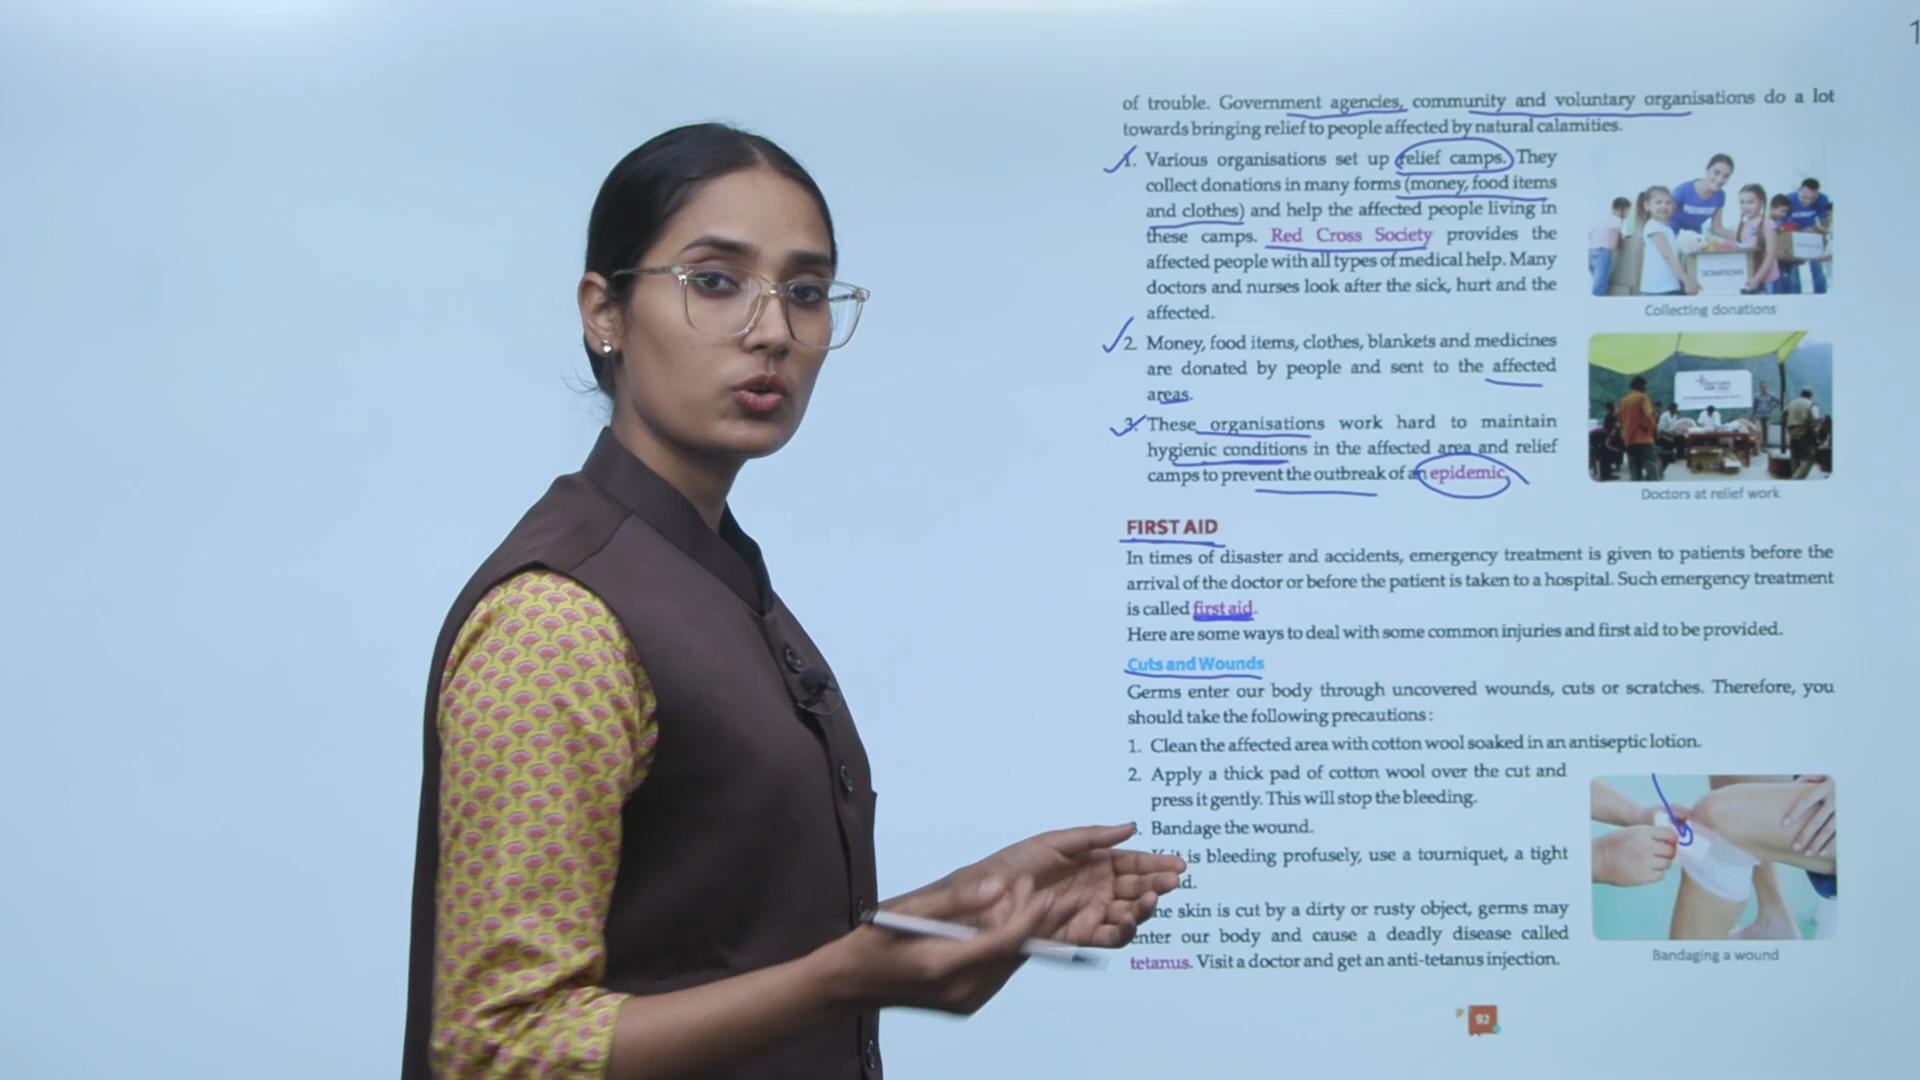 1
of trouble. Government agencies, community and voluntary organisations do a lot
towards bringing relief to people affected by natural calamities.
1. Various organisations set up relief camps. They
collect donations in many forms (money, food items
and clothes) and help the affected people living in
these camps. Red Cross Society provides the
affected people with all types of medical help. Many
doctors and nurses look after the sick, hurt and the
affected.
DONATIONS
Collecting donations
2. Money, food items, clothes, blankets and medicines
are donated by people and sent to the affected
areas.
3. These organisations work hard to maintain
hygienic conditions in the affected area and relief
camps to prevent the outbreak of an epidemic.
Doctors at relief work
FIRST AID
In times of disaster and accidents, emergency treatment is given to patients before the
arrival of the doctor or before the patient is taken to a hospital. Such emergency treatment
is called first aid.
Here are some ways to deal with some common injuries and first aid to be provided.
Cuts and Wounds
Germs enter our body through uncovered wounds, cuts or scratches. Therefore, you
should take the following precautions:
1. Clean the affected area with cotton wool soaked in an antiseptic lotion.
2. Apply a thick pad of cotton wool over the cut and
press it gently. This will stop the bleeding.
3. Bandage the wound.
is bleeding profusely, use a tourniquet, a tight
skin is cut by a dirty or rusty object, germs may
enter our body and cause a deadly disease called
tetanus. Visit a doctor and get an anti-tetanus injection.
Bandaging a wound
92